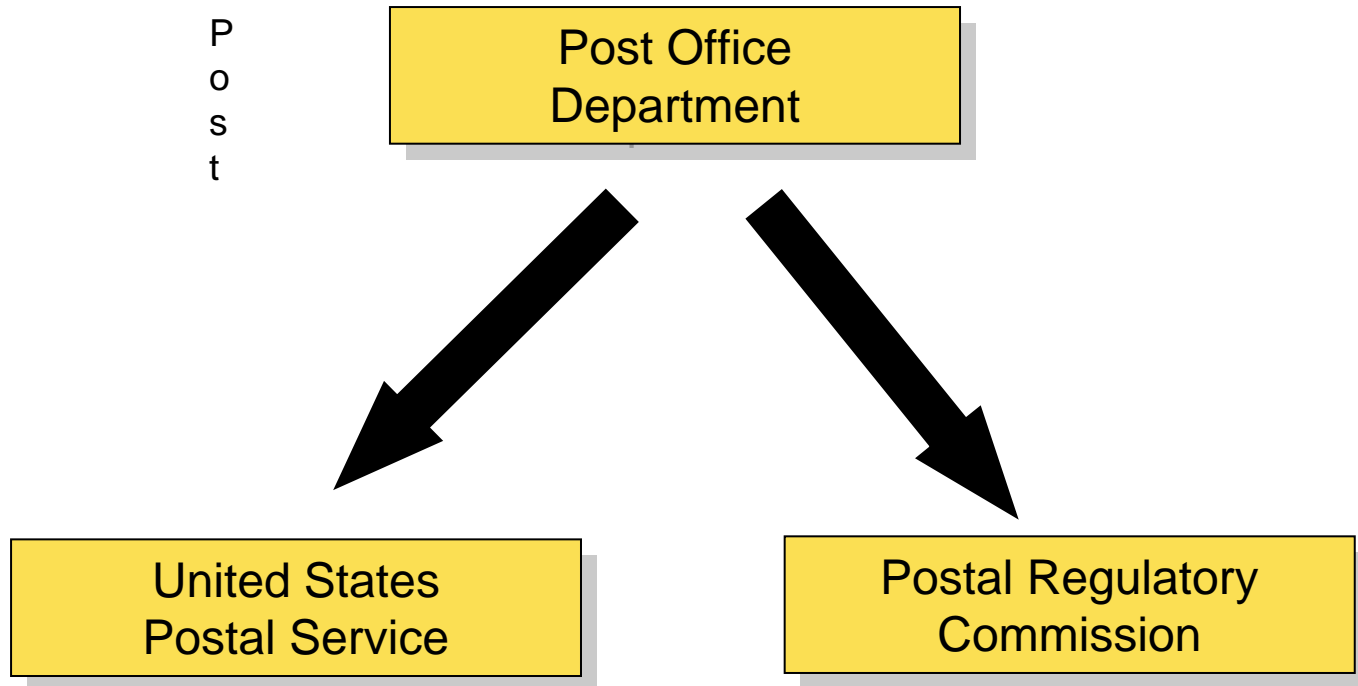 P
o
s
t
Post Office
Department
United States
Postal Service
Postal Regulatory
Commission